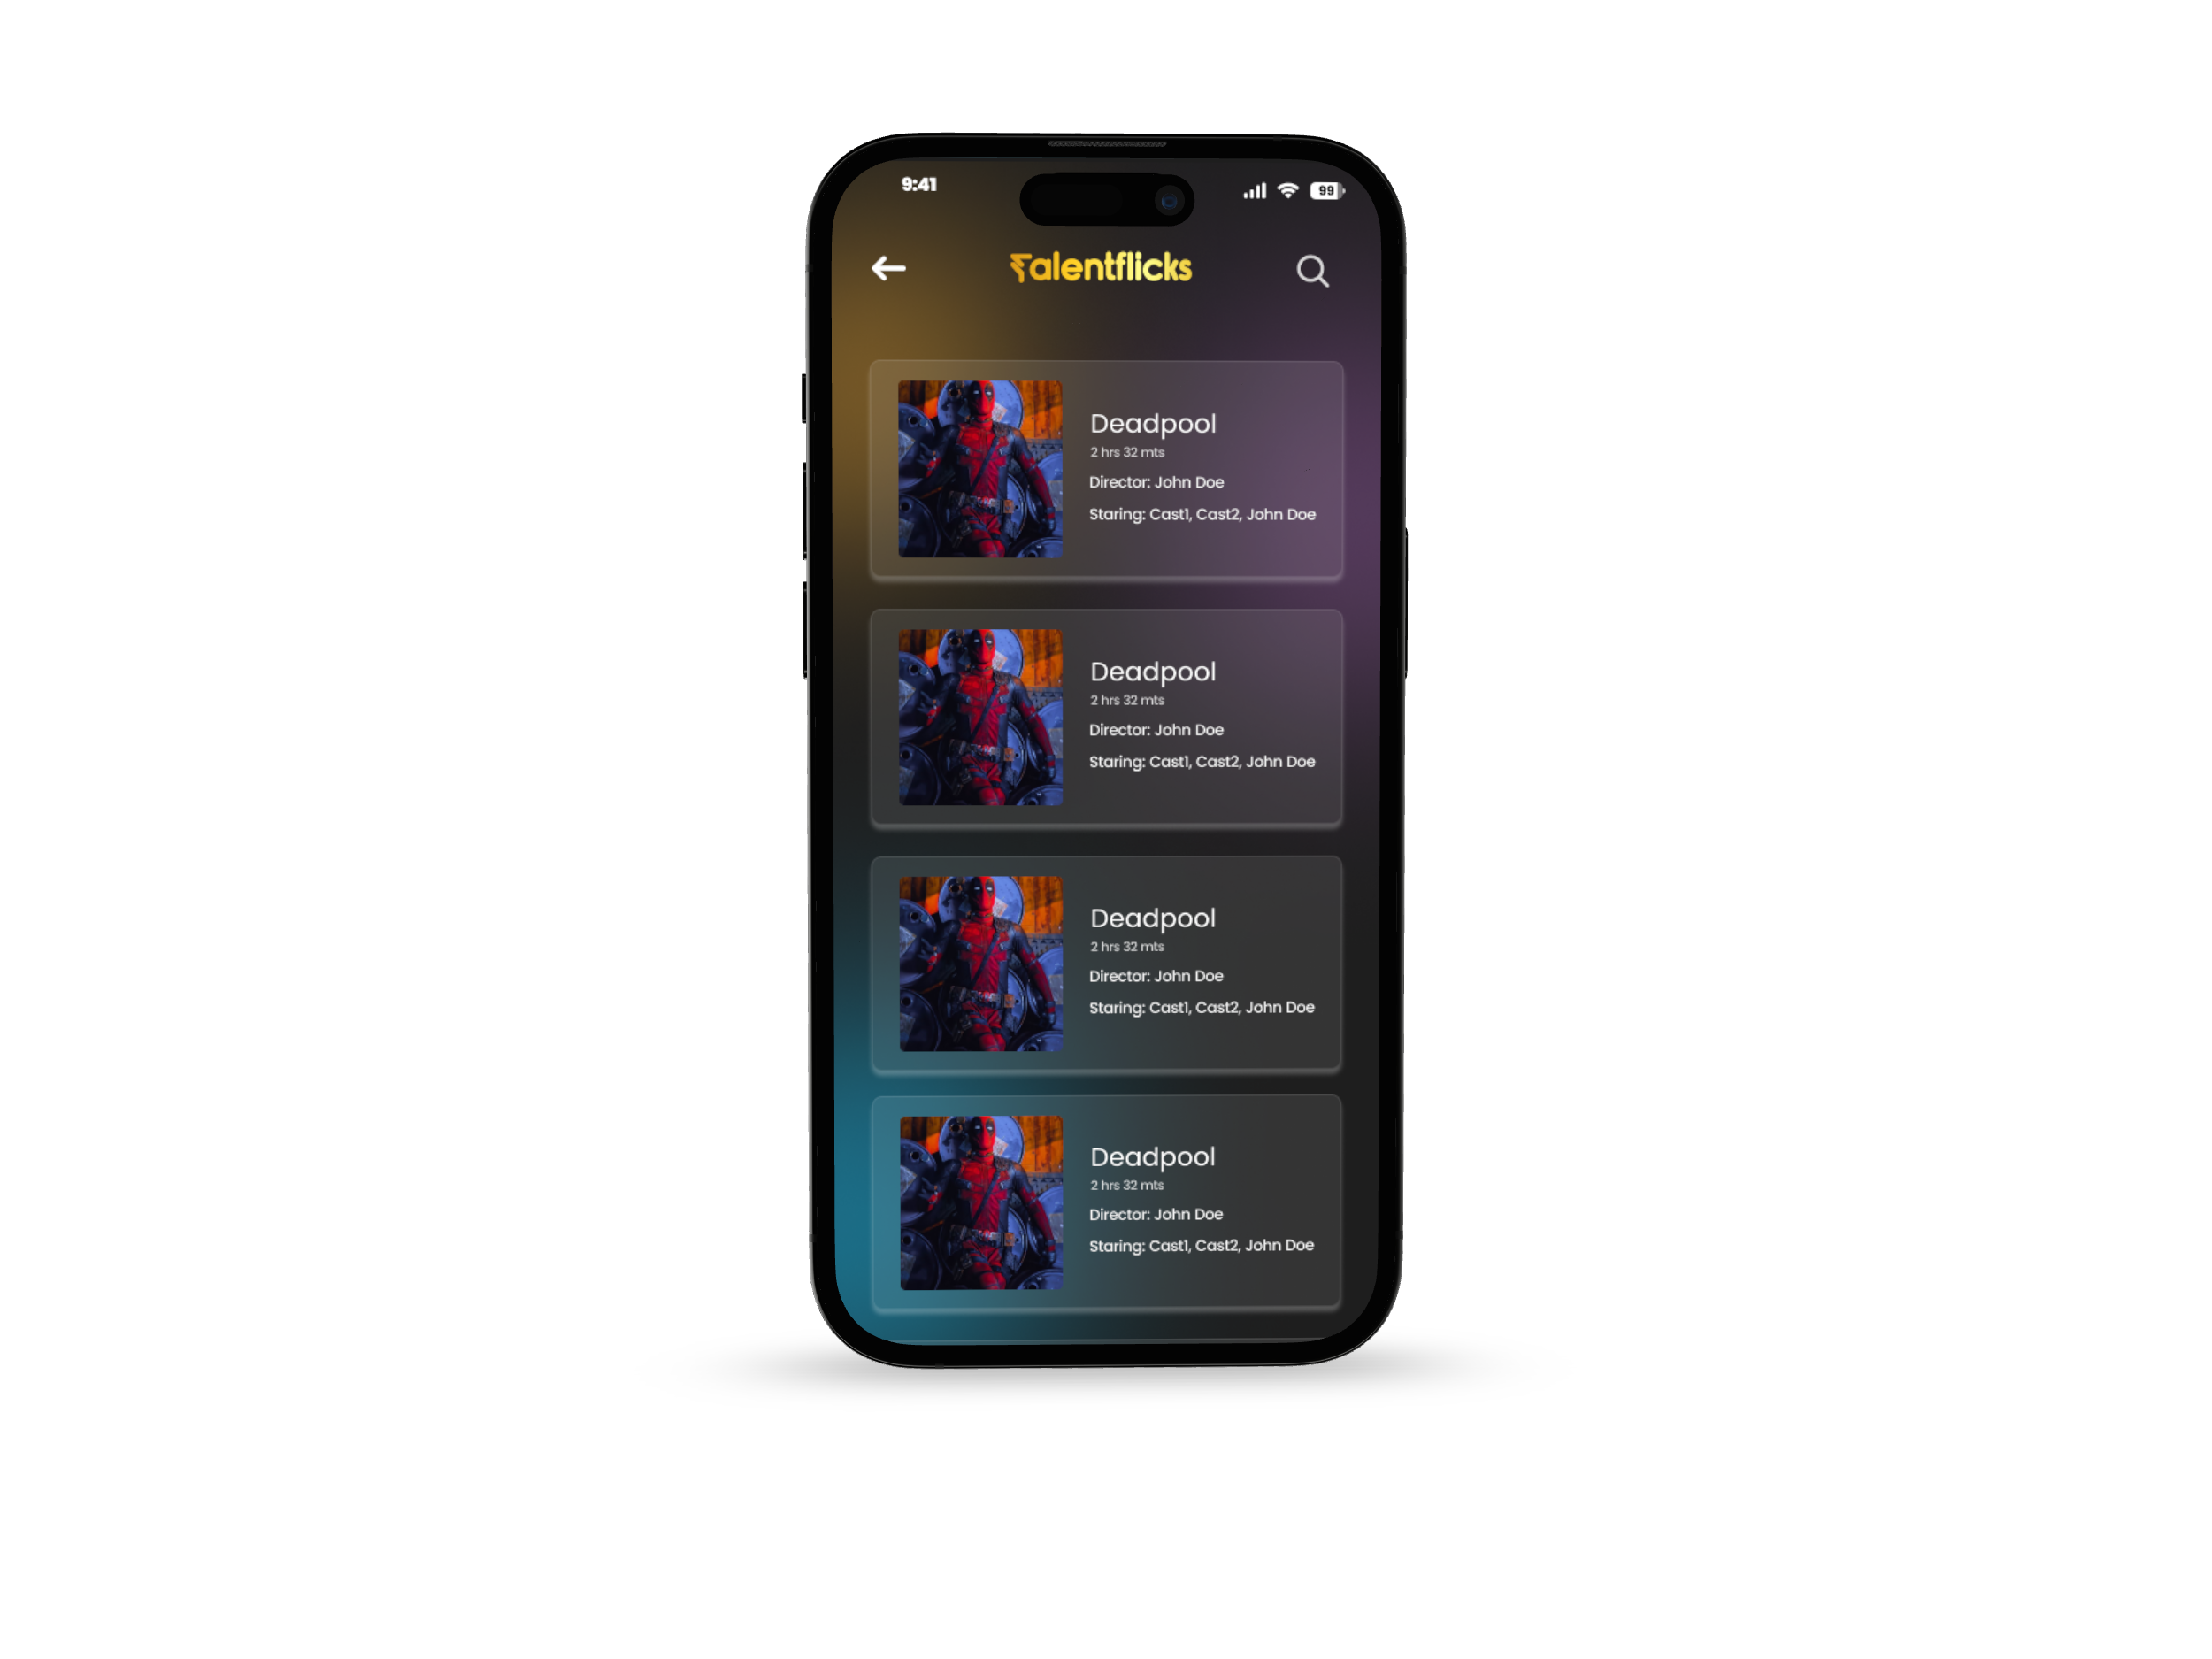 9:41
99
Talentflicks
Deadpool
2 hrs 32 mts
Director: John Doe
Staring: Cast1, Cast2, John Doe
Deadpool
2 hrs 32 mts
Director: John Doe
Staring: Cast1, Cast2, John Doe
Deadpool
2 hrs 32 mts
Director: John Doe
Staring: Cast1, Cast2, John Doe
Deadpool
2 hrs 32 mts
Director: John Doe
Staring: Cast1, Cast2, John Doe